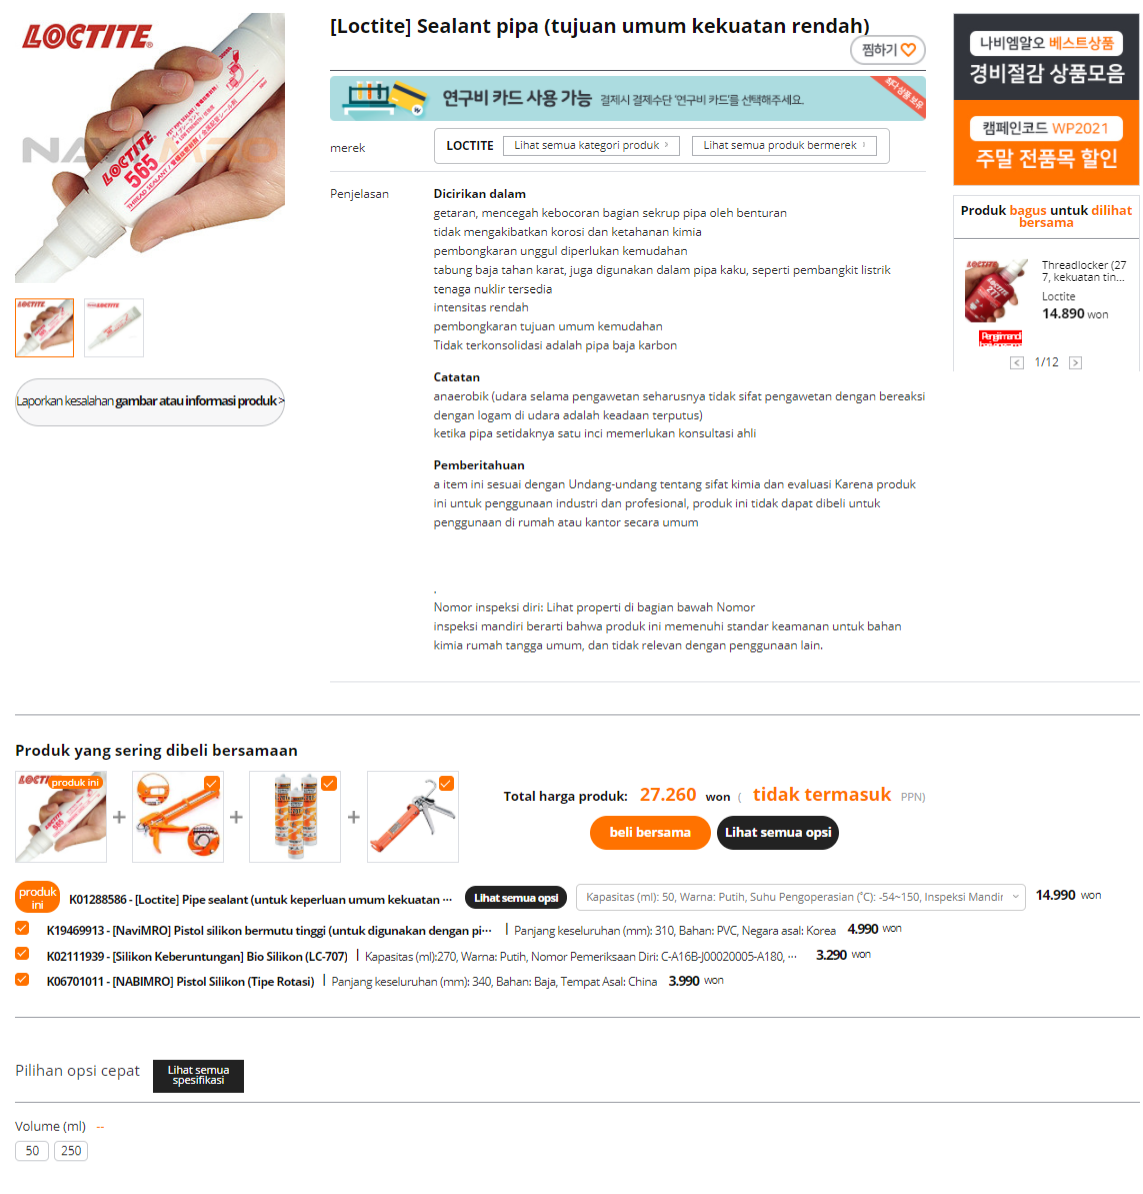 LOCTITE
LOCTITE
565
THREAD SEALANT
[Loctite] Sealant pipa (tujuan umum kekuatan rendah)
찜하기
연구비 카드 사용 가능 결제시 결제수단 '연구비 카드'를 선택해주세요.
최다 상품 보유
merek
LOCTITE
Lihat semua kategori produk >
Lihat semua produk bermerek >
Penjelasan
Dicirikan dalam
getaran, mencegah kebocoran bagian sekrup pipa oleh benturan
tidak mengakibatkan korosi dan ketahanan kimia
pembongkaran unggul diperlukan kemudahan
tabung baja tahan karat, juga digunakan dalam pipa kaku, seperti pembangkit listrik
tenaga nuklir tersedia
intensitas rendah
pembongkaran tujuan umum kemudahan
Tidak terkonsolidasi adalah pipa baja karbon
Catatan
anaerobik (udara selama pengawetan seharusnya tidak sifat pengawetan dengan bereaksi
dengan logam di udara adalah keadaan terputus)
ketika pipa setidaknya satu inci memerlukan konsultasi ahli
Pemberitahuan
a item ini sesuai dengan Undang-undang tentang sifat kimia dan evaluasi Karena produk
ini untuk penggunaan industri dan profesional, produk ini tidak dapat dibeli untuk
penggunaan di rumah atau kantor secara umum
.
Nomor inspeksi diri: Lihat properti di bagian bawah Nomor
inspeksi mandiri berarti bahwa produk ini memenuhi standar keamanan untuk bahan
kimia rumah tangga umum, dan tidak relevan dengan penggunaan lain.
Laporkan kesalahan gambar atau informasi produk >
나비엠알오 베스트상품
경비절감 상품모음
캠페인코드 WP2021
주말 전품목 할인
Produk bagus untuk dilihat
bersama
Threadlocker (27
7, kekuatan tin...
Loctite
14.890 won
1/12
Produk yang sering dibeli bersamaan
produk ini
+
+
+
Total harga produk: 27.260 won ( tidak termasuk PPN)
beli bersama
Lihat semua opsi
produk
ini
K01288586 - [Loctite] Pipe sealant (untuk keperluan umum kekuatan ···
Lihat semua opsi
Kapasitas (ml): 50, Warna: Putih, Suhu Pengoperasian (℃): -54~150, Inspeksi Mandir
14.990 won
K19469913 - [NaviMRO] Pistol silikon bermutu tinggi (untuk digunakan dengan pi··· | Panjang keseluruhan (mm): 310, Bahan: PVC, Negara asal: Korea 4.990 won
K02111939 - [Silikon Keberuntungan] Bio Silikon (LC-707) | Kapasitas (ml):270, Warna: Putih, Nomor Pemeriksaan Diri: C-A16B-J00020005-A180, ··· 3.290 won
K06701011 - [NABIMRO] Pistol Silikon (Tipe Rotasi) | Panjang keseluruhan (mm): 340, Bahan: Baja, Tempat Asal: China 3.990 won
Pilihan opsi cepat
Lihat semua
spesifikasi
Volume (ml) --
50
250